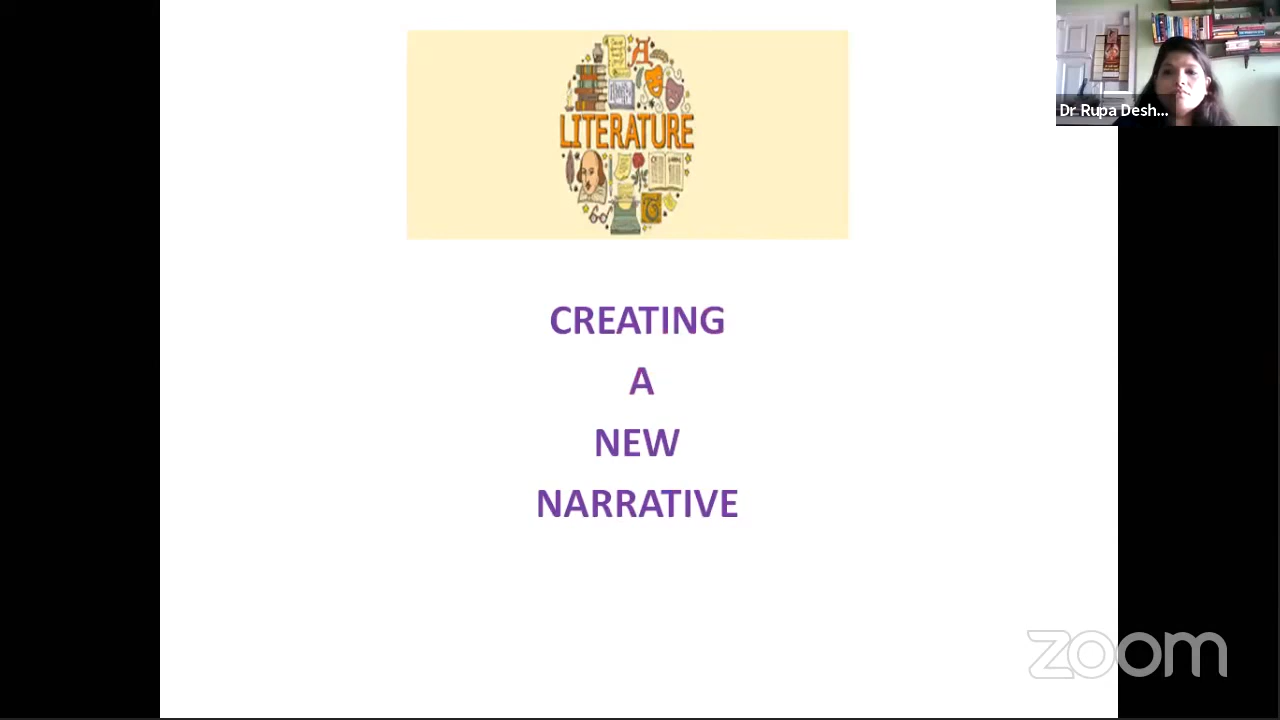 LITERATURE
CREATING
A
NEW
NARRATIVE
Dr Rupa Desh...
zoom